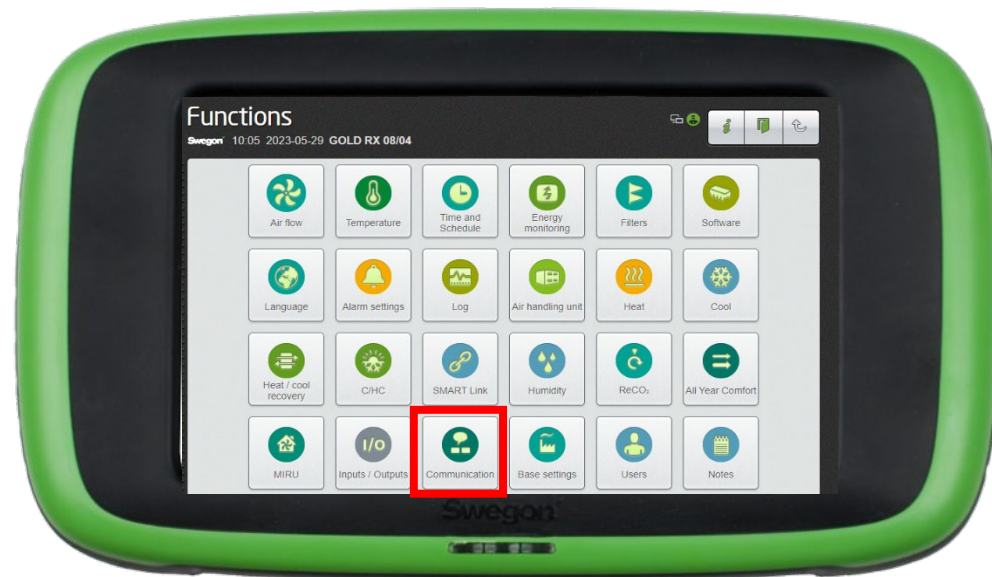 Functions
Swegon 10:05 2023-05-29 GOLD RX 08/04
Air flow
Temperature
Time and
Schedule
Energy
monitoring
Filters
Software
Language
Alarm settings
Log
Air handling unit
Heat
Cool
Heat / cool
recovery
C/HC
SMART Link
Humidity
ReCO₂
All Year Comfort
I/O
MIRU
Inputs / Outputs
Communication
Base settings
Users
Notes
Swegon